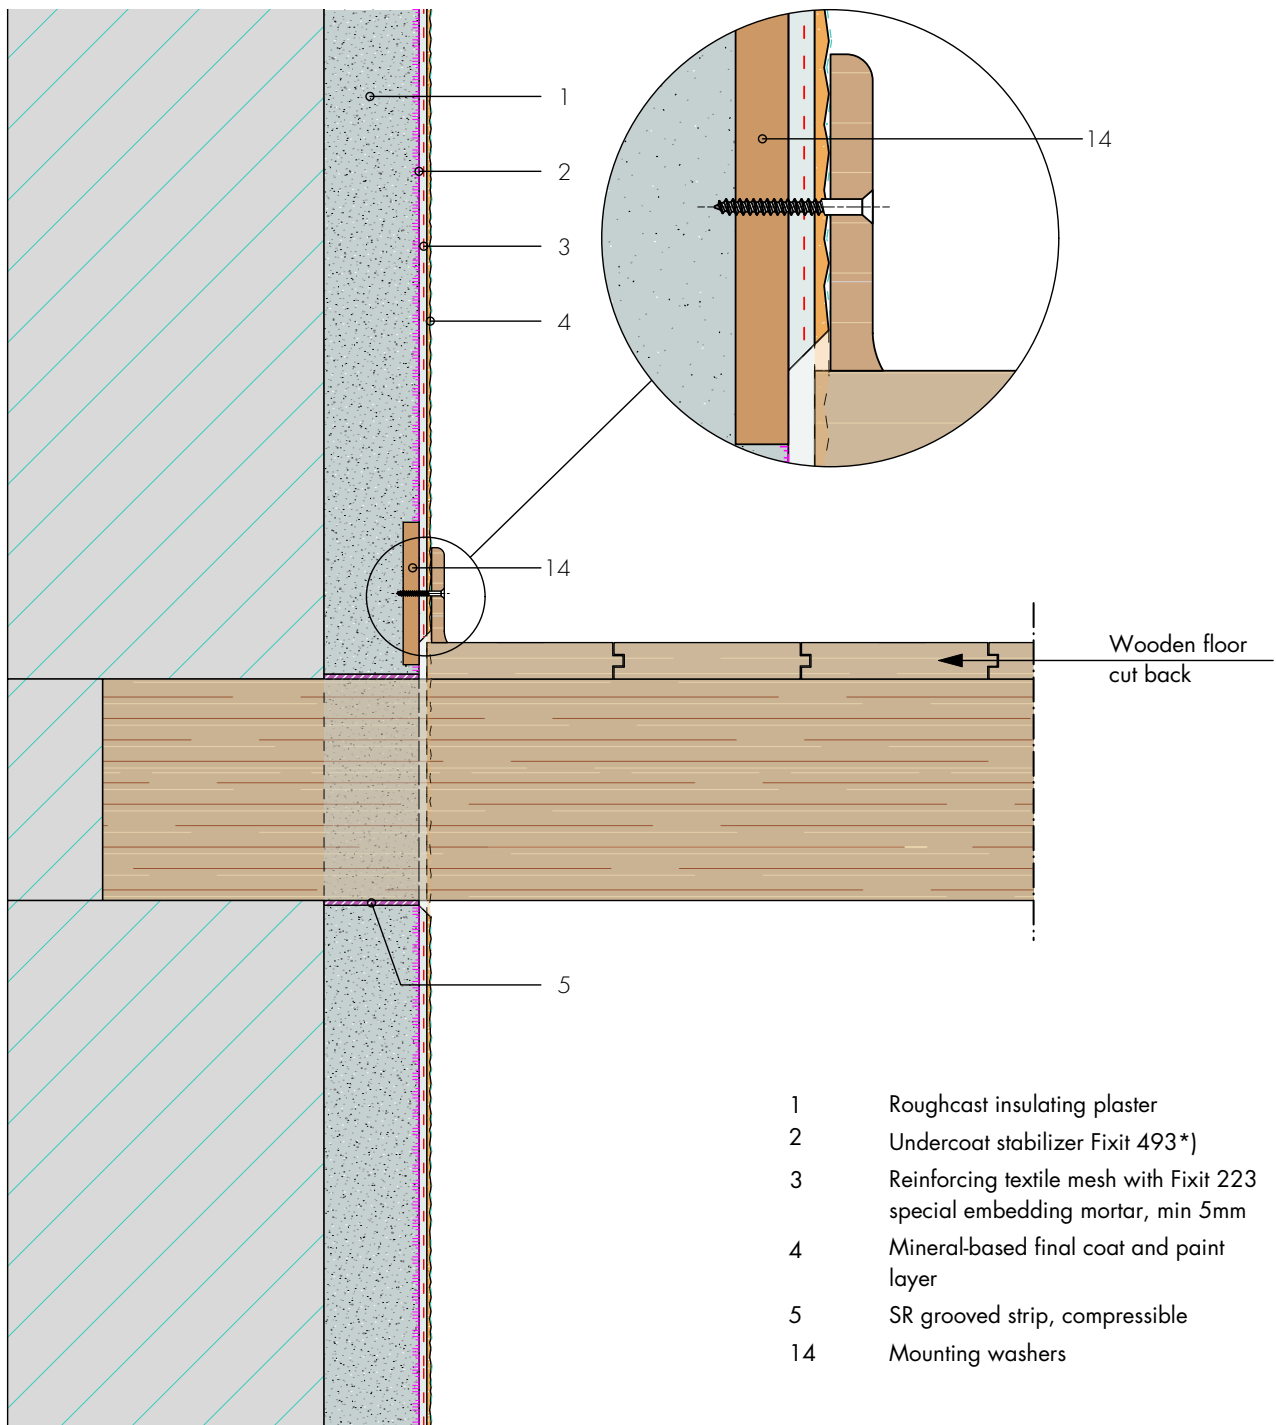 1
14
2
3
4
14
Wooden floor
cut back
5
1 Roughcast insulating plaster
2 Undercoat stabilizer Fixit 493*)
3 Reinforcing textile mesh with Fixit 223
special embedding mortar, min 5mm
4 Mineral-based final coat and paint
layer
5 SR grooved strip, compressible
14 Mounting washers